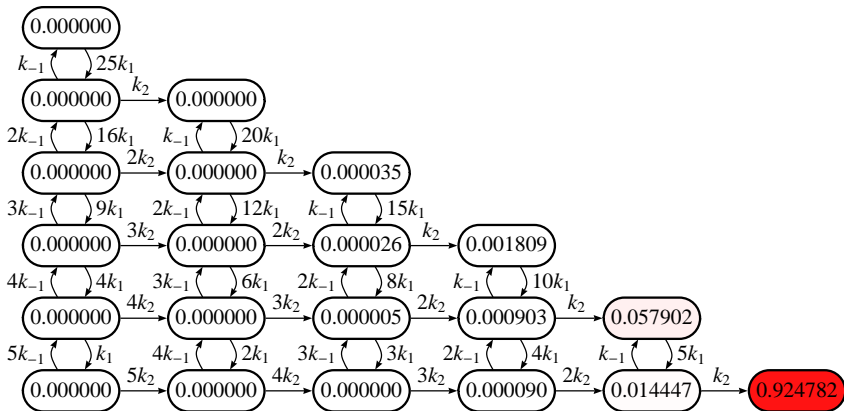 0.000000
k₋₁ 25k₁
k₂
0.000000 0.000000
2k₋₁ 16k₁ k₋₁ 20k₁
2k₂ k₂
0.000000 0.000000 0.000035
3k₋₁ 9k₁ 2k₋₁ 12k₁ k₋₁ 15k₁
3k₂ 2k₂ k₂
0.000000 0.000000 0.000026 0.001809
4k₋₁ 4k₁ 3k₋₁ 6k₁ 2k₋₁ 8k₁ k₋₁ 10k₁
4k₂ 3k₂ 2k₂ k₂
0.000000 0.000000 0.000005 0.000903 0.057902
5k₋₁ k₁ 4k₋₁ 2k₁ 3k₋₁ 3k₁ 2k₋₁ 4k₁ k₋₁ 5k₁
5k₂ 4k₂ 3k₂ 2k₂ k₂
0.000000 0.000000 0.000000 0.000090 0.014447 0.924782